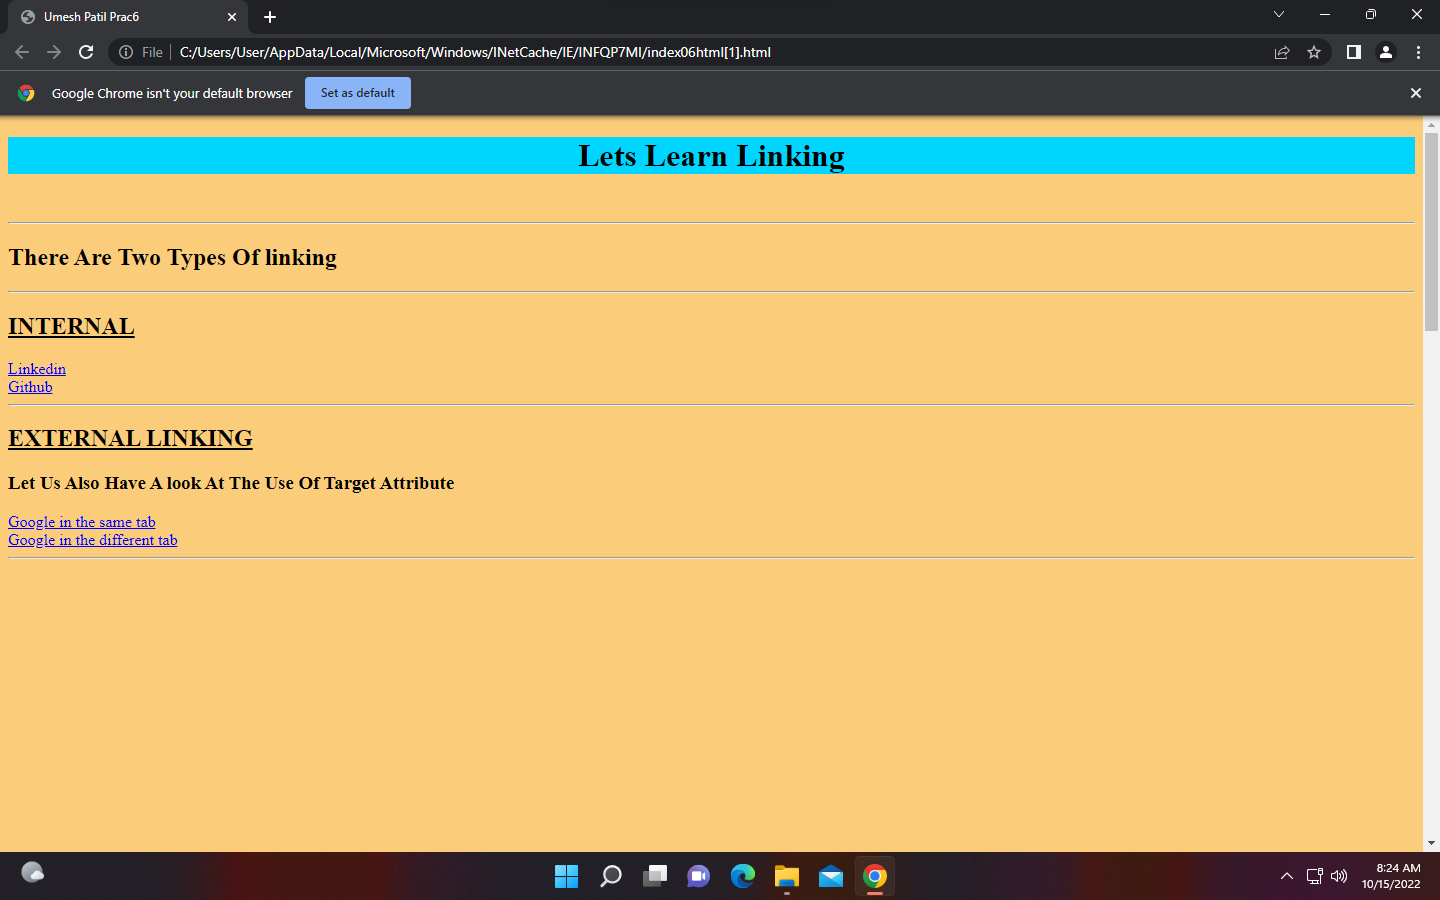 Umesh Patil Prac6
File
C:/Users/User/AppData/Local/Microsoft/Windows/INetCache/IE/INFQP7MI/index06html[1].html
Google Chrome isn't your default browser
Set as default
Lets Learn Linking
There Are Two Types Of linking
INTERNAL
Linkedin
Github
EXTERNAL LINKING
Let Us Also Have A look At The Use Of Target Attribute
Google in the same tab
Google in the different tab
8:24 AM
10/15/2022